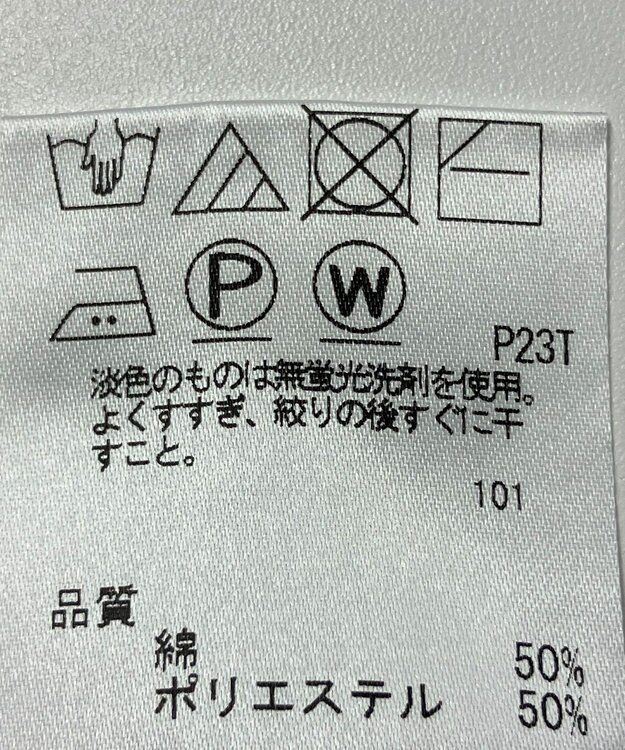 P W
P23T
淡色のものは無蛍光洗剤を使用。
よくすすぎ、絞りの後すぐに干
すこと。
101
品質
綿 50%
ポリエステル 50%